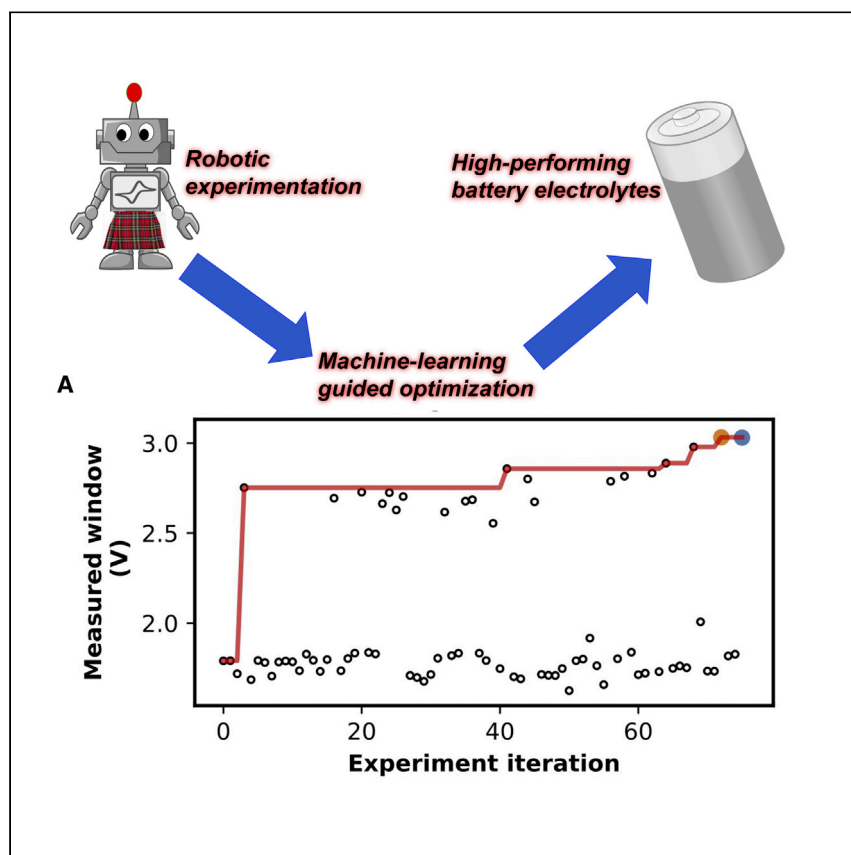 Robotic
experimentation
High-performing
battery electrolytes
Machine-learning
guided optimization
A
Measured window
(V)
3.0
2.5
2.0
0
20
40
60
Experiment iteration